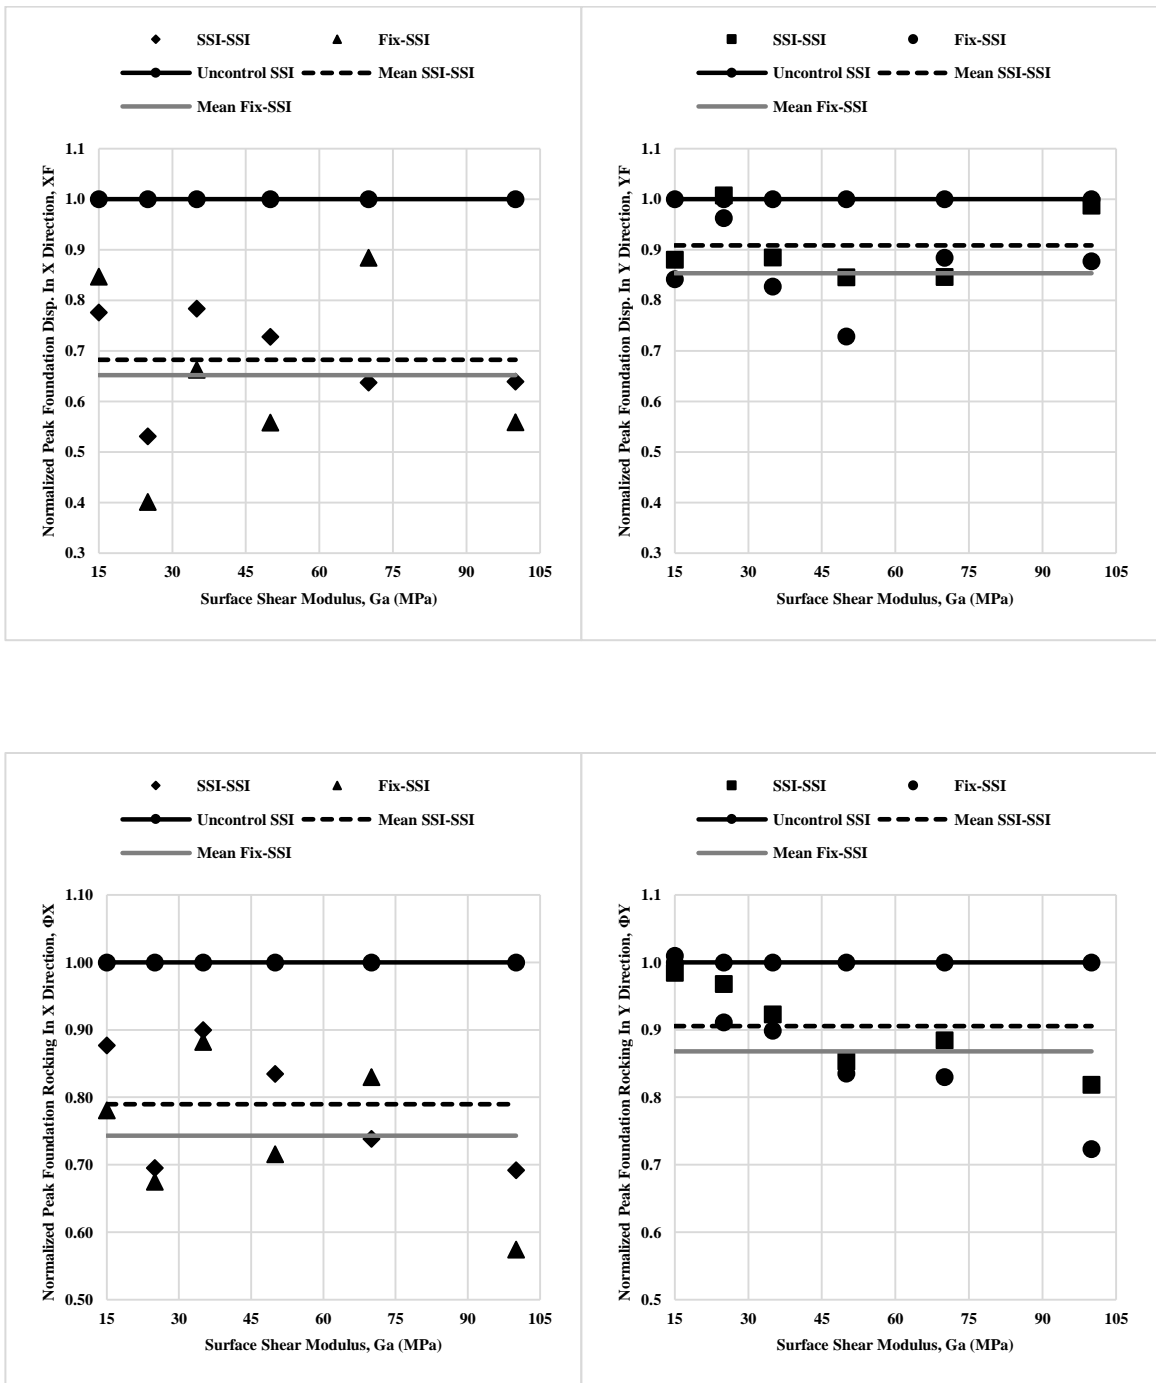 SSI-SSI Fix-SSI
Uncontrol SSI Mean SSI-SSI
Mean Fix-SSI
Normalized Peak Foundation Disp. In X Direction, XF
1.1
1.0
0.9
0.8
0.7
0.6
0.5
0.4
0.3
15 30 45 60 75 90 105
Surface Shear Modulus, Ga (MPa)
SSI-SSI Fix-SSI
Uncontrol SSI Mean SSI-SSI
Mean Fix-SSI
Normalized Peak Foundation Disp. In Y Direction, YF
1.1
1.0
0.9
0.8
0.7
0.6
0.5
0.4
0.3
15 30 45 60 75 90 105
Surface Shear Modulus, Ga (MPa)
SSI-SSI Fix-SSI
Uncontrol SSI Mean SSI-SSI
Mean Fix-SSI
Normalized Peak Foundation Rocking In X Direction, ΦX
1.10
1.00
0.90
0.80
0.70
0.60
0.50
15 30 45 60 75 90 105
Surface Shear Modulus, Ga (MPa)
SSI-SSI Fix-SSI
Uncontrol SSI Mean SSI-SSI
Mean Fix-SSI
Normalized Peak Foundation Rocking In Y Direction, ΦY
1.1
1.0
0.9
0.8
0.7
0.6
0.5
15 30 45 60 75 90 105
Surface Shear Modulus, Ga (MPa)